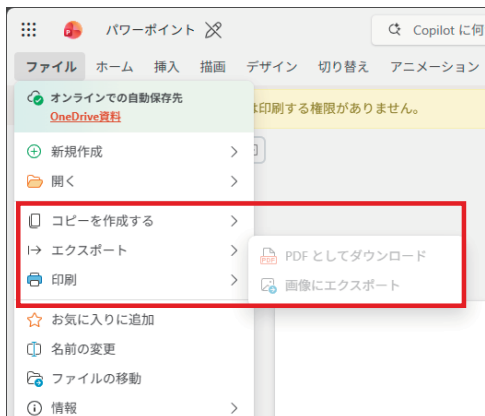 パワーポイント
Copilot に何
ファイル ホーム 挿入 描画 デザイン 切り替え アニメーション
オンラインでの自動保存先
OneDrive資料
は印刷する権限がありません。
新規作成
開く
コピーを作成する
エクスポート
PDF としてダウンロード
印刷
画像にエクスポート
お気に入りに追加
名前の変更
ファイルの移動
情報